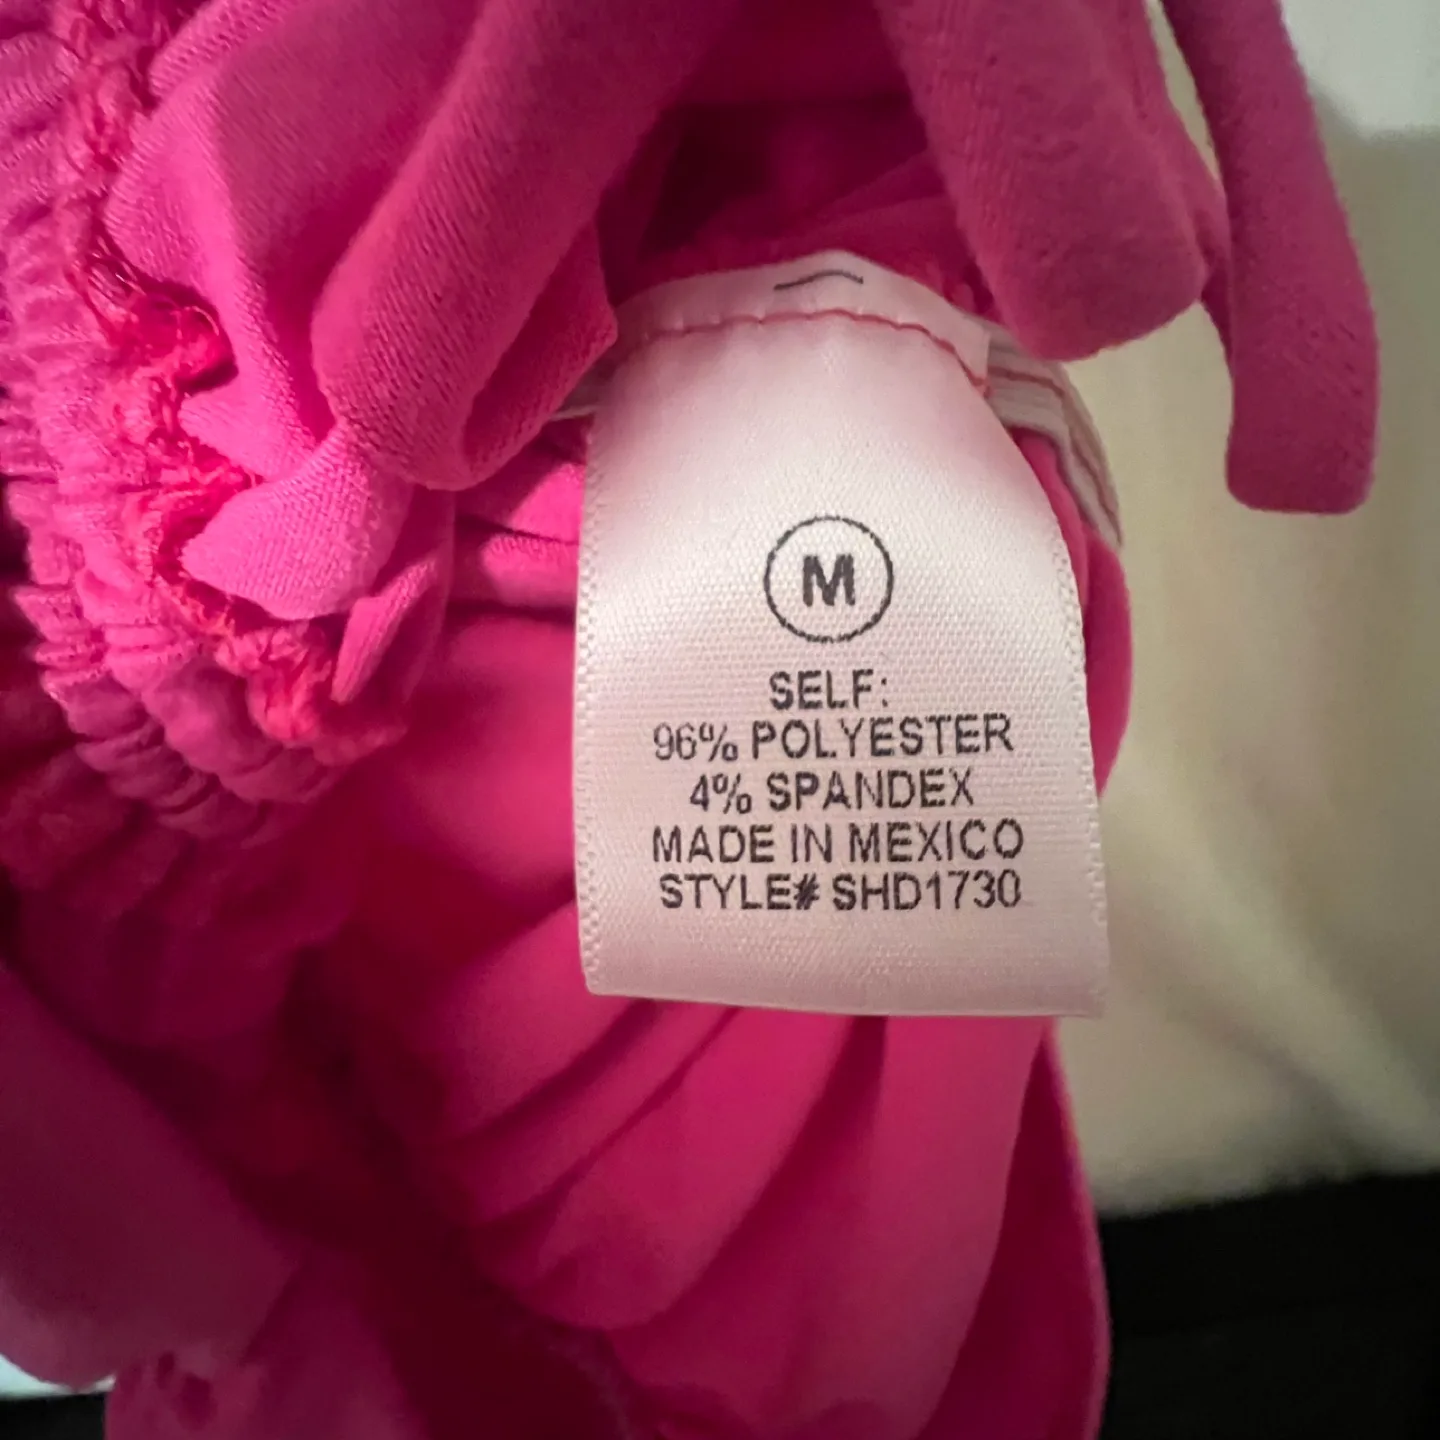 M
SELF:
96% POLYESTER
4% SPANDEX
MADE IN MEXICO
STYLE# SHD1730